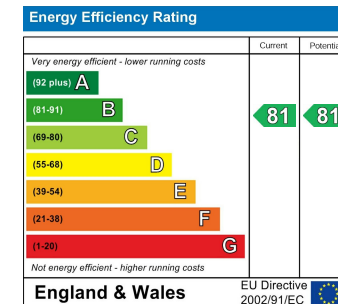 Energy Efficiency Rating
Current Potentia
Very energy efficient - lower running costs
(92 plus) A
(81-91) B
81 81
(69-80) C
(55-68) D
(39-54) E
(21-38) F
(1-20) G
Not energy efficient - higher running costs
England & Wales
EU Directive
2002/91/EC